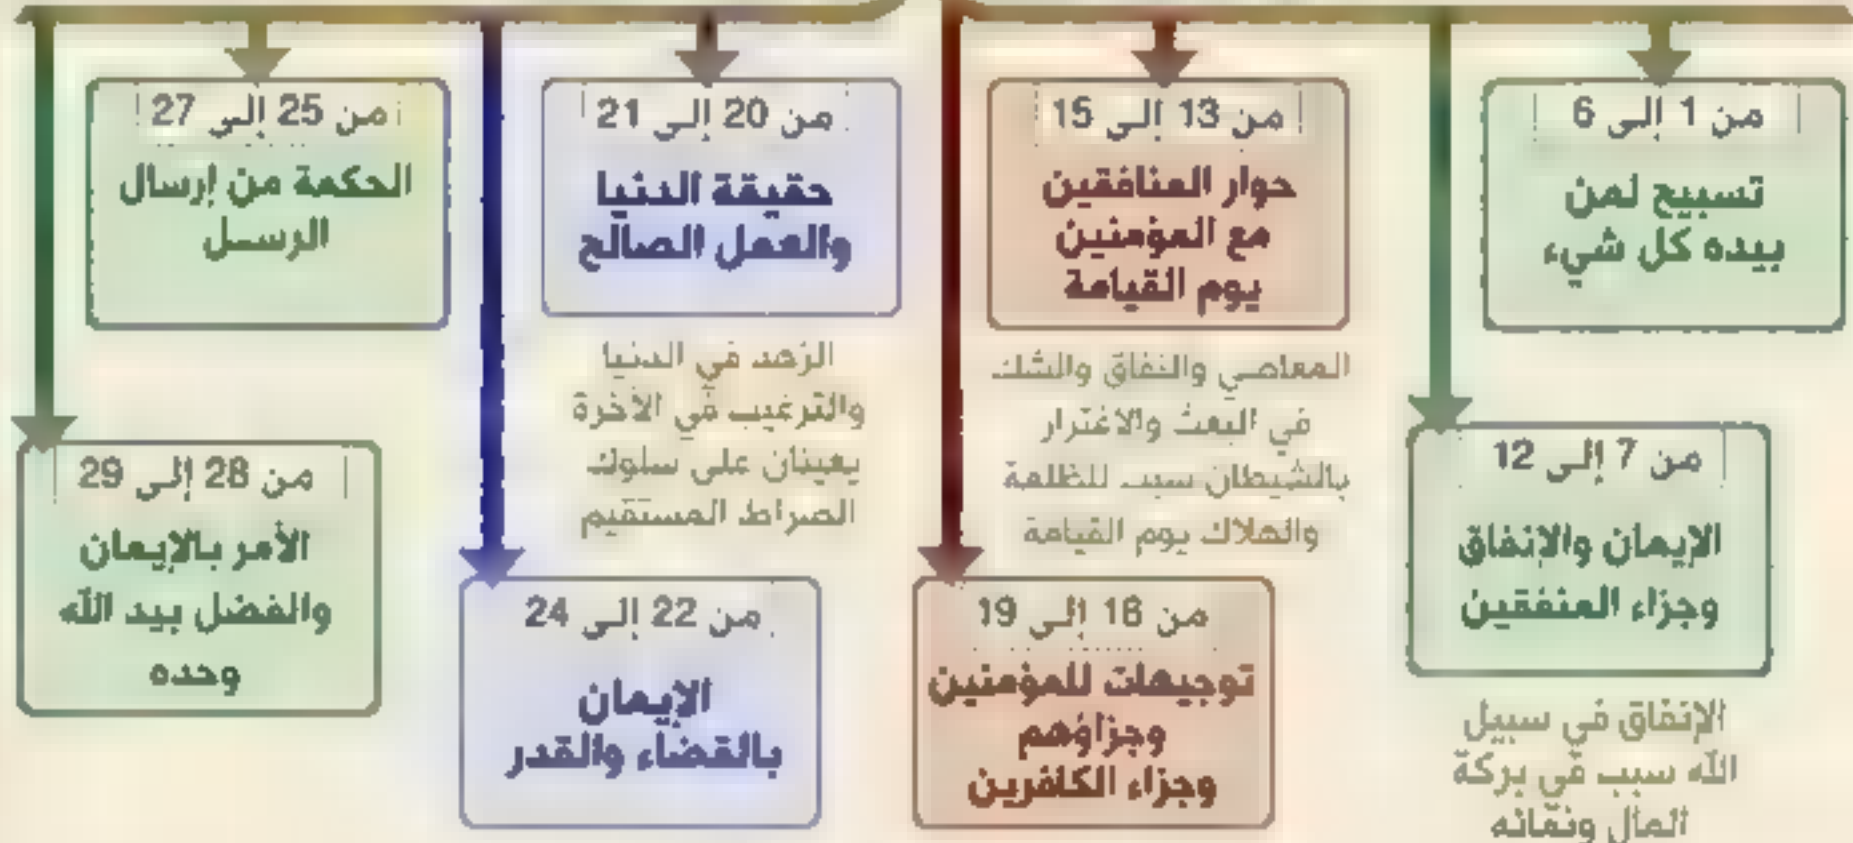 من 1 إلى 6
تسبيح لمن
بيده كل شيء
من 7 إلى 12
الإيمان والإنفاق
وجزاء المنفقين
الإنفاق في سبيل
الله سبب في بركة
المال ونمائه
من 13 إلى 15
حوار المنافقين
مع المؤمنين
يوم القيامة
المعاصي والنفاق والشك
في البعث والاغترار
بالشيطان سبب للظلمة
والهلاك يوم القيامة
من 16 إلى 19
توجيهات للمؤمنين
وجزاؤهم
وجزاء الكافرين
من 20 إلى 21
حقيقة الدنيا
والعمل الصالح
الزهد في الدنيا
والترغيب في الآخرة
يعينان على سلوك
الصراط المستقيم
من 22 إلى 24
الإيمان
بالقضاء والقدر
من 25 إلى 27
الحكمة من إرسال
الرسل
من 28 إلى 29
الأمر بالإيمان
والفضل بيد الله
وحده